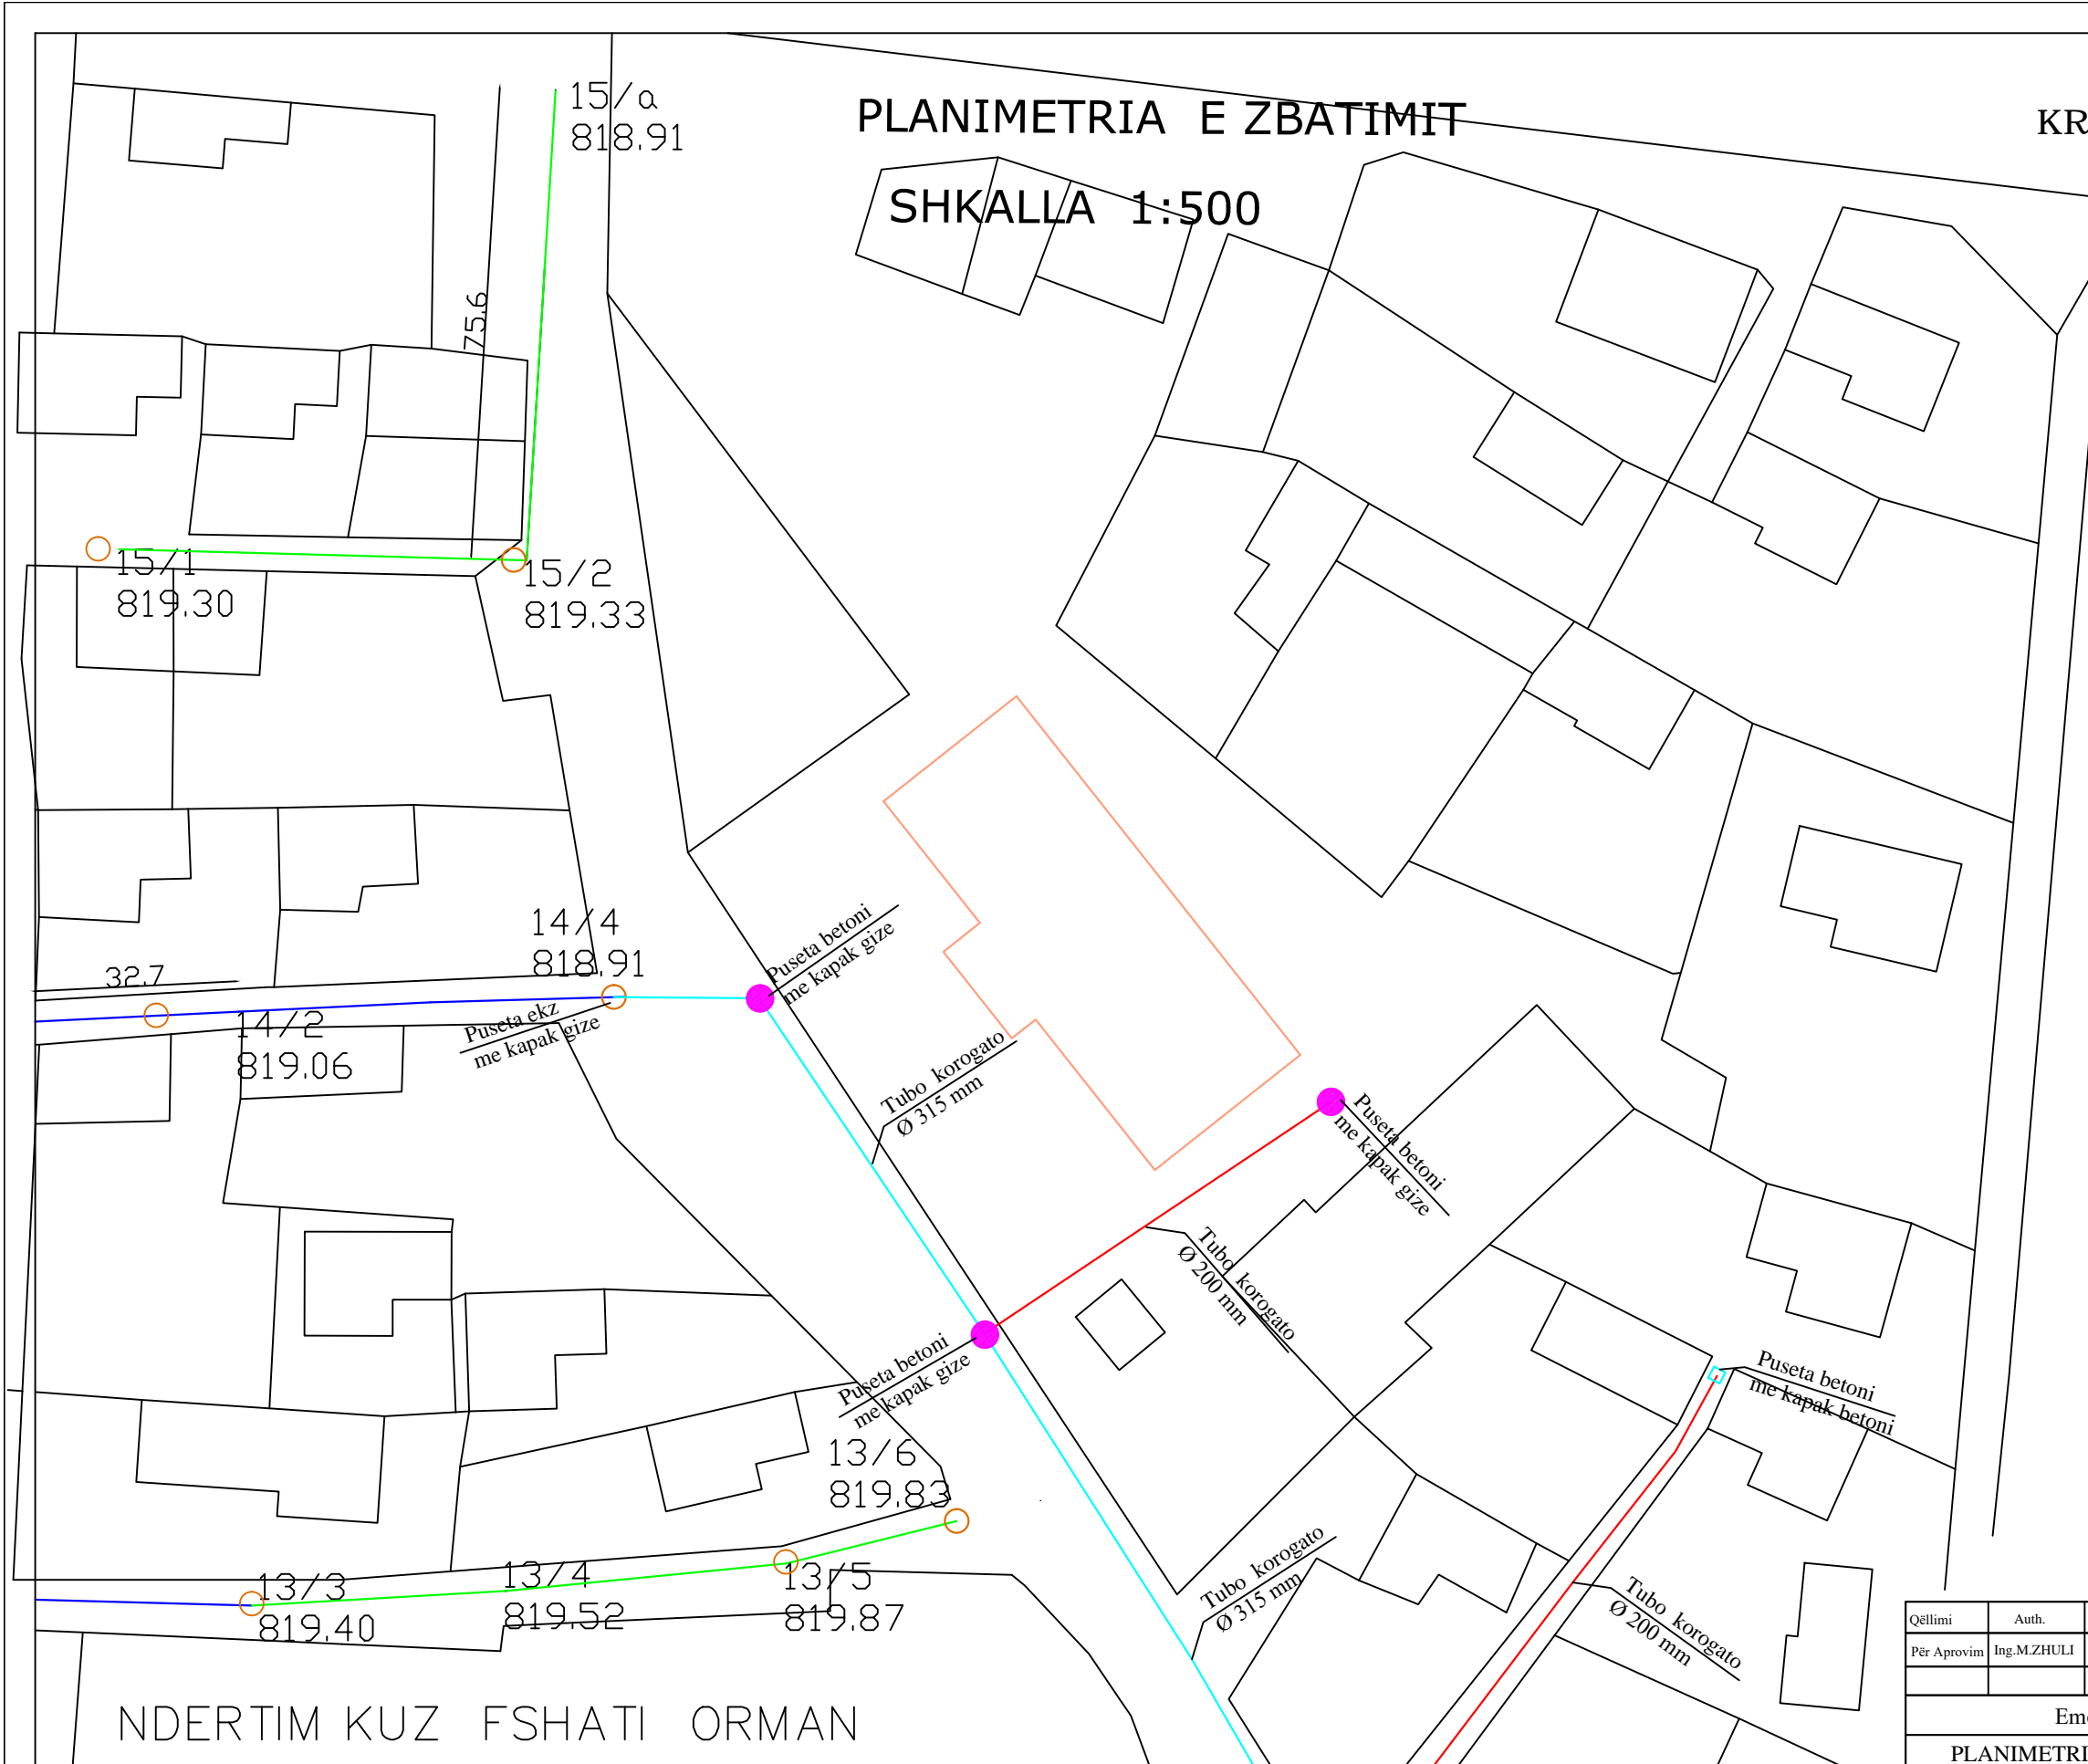 15/a
818.91
PLANIMETRIA E ZBATIMIT
KR
SHKALLA 1:500
75.6
15/1
819.30
15/2
819.33
14/4
818.91
Puseta betoni
me kapak gize
32.7
14/2
819.06
Puseta ekz
me kapak gize
Tubo korogato
Ø 315 mm
Puseta betoni
me kapak gize
Tubo korogato
Ø 200 mm
Puseta betoni
me kapak gize
Puseta betoni
me kapak betoni
13/6
819.83
13/3
819.40
13/4
819.52
13/5
819.87
Tubo korogato
Ø 315 mm
Tubo korogato
Ø 200 mm
Qëllimi Auth.
Për Aprovim Ing.M.ZHULI
NDERTIM KUZ FSHATI ORMAN